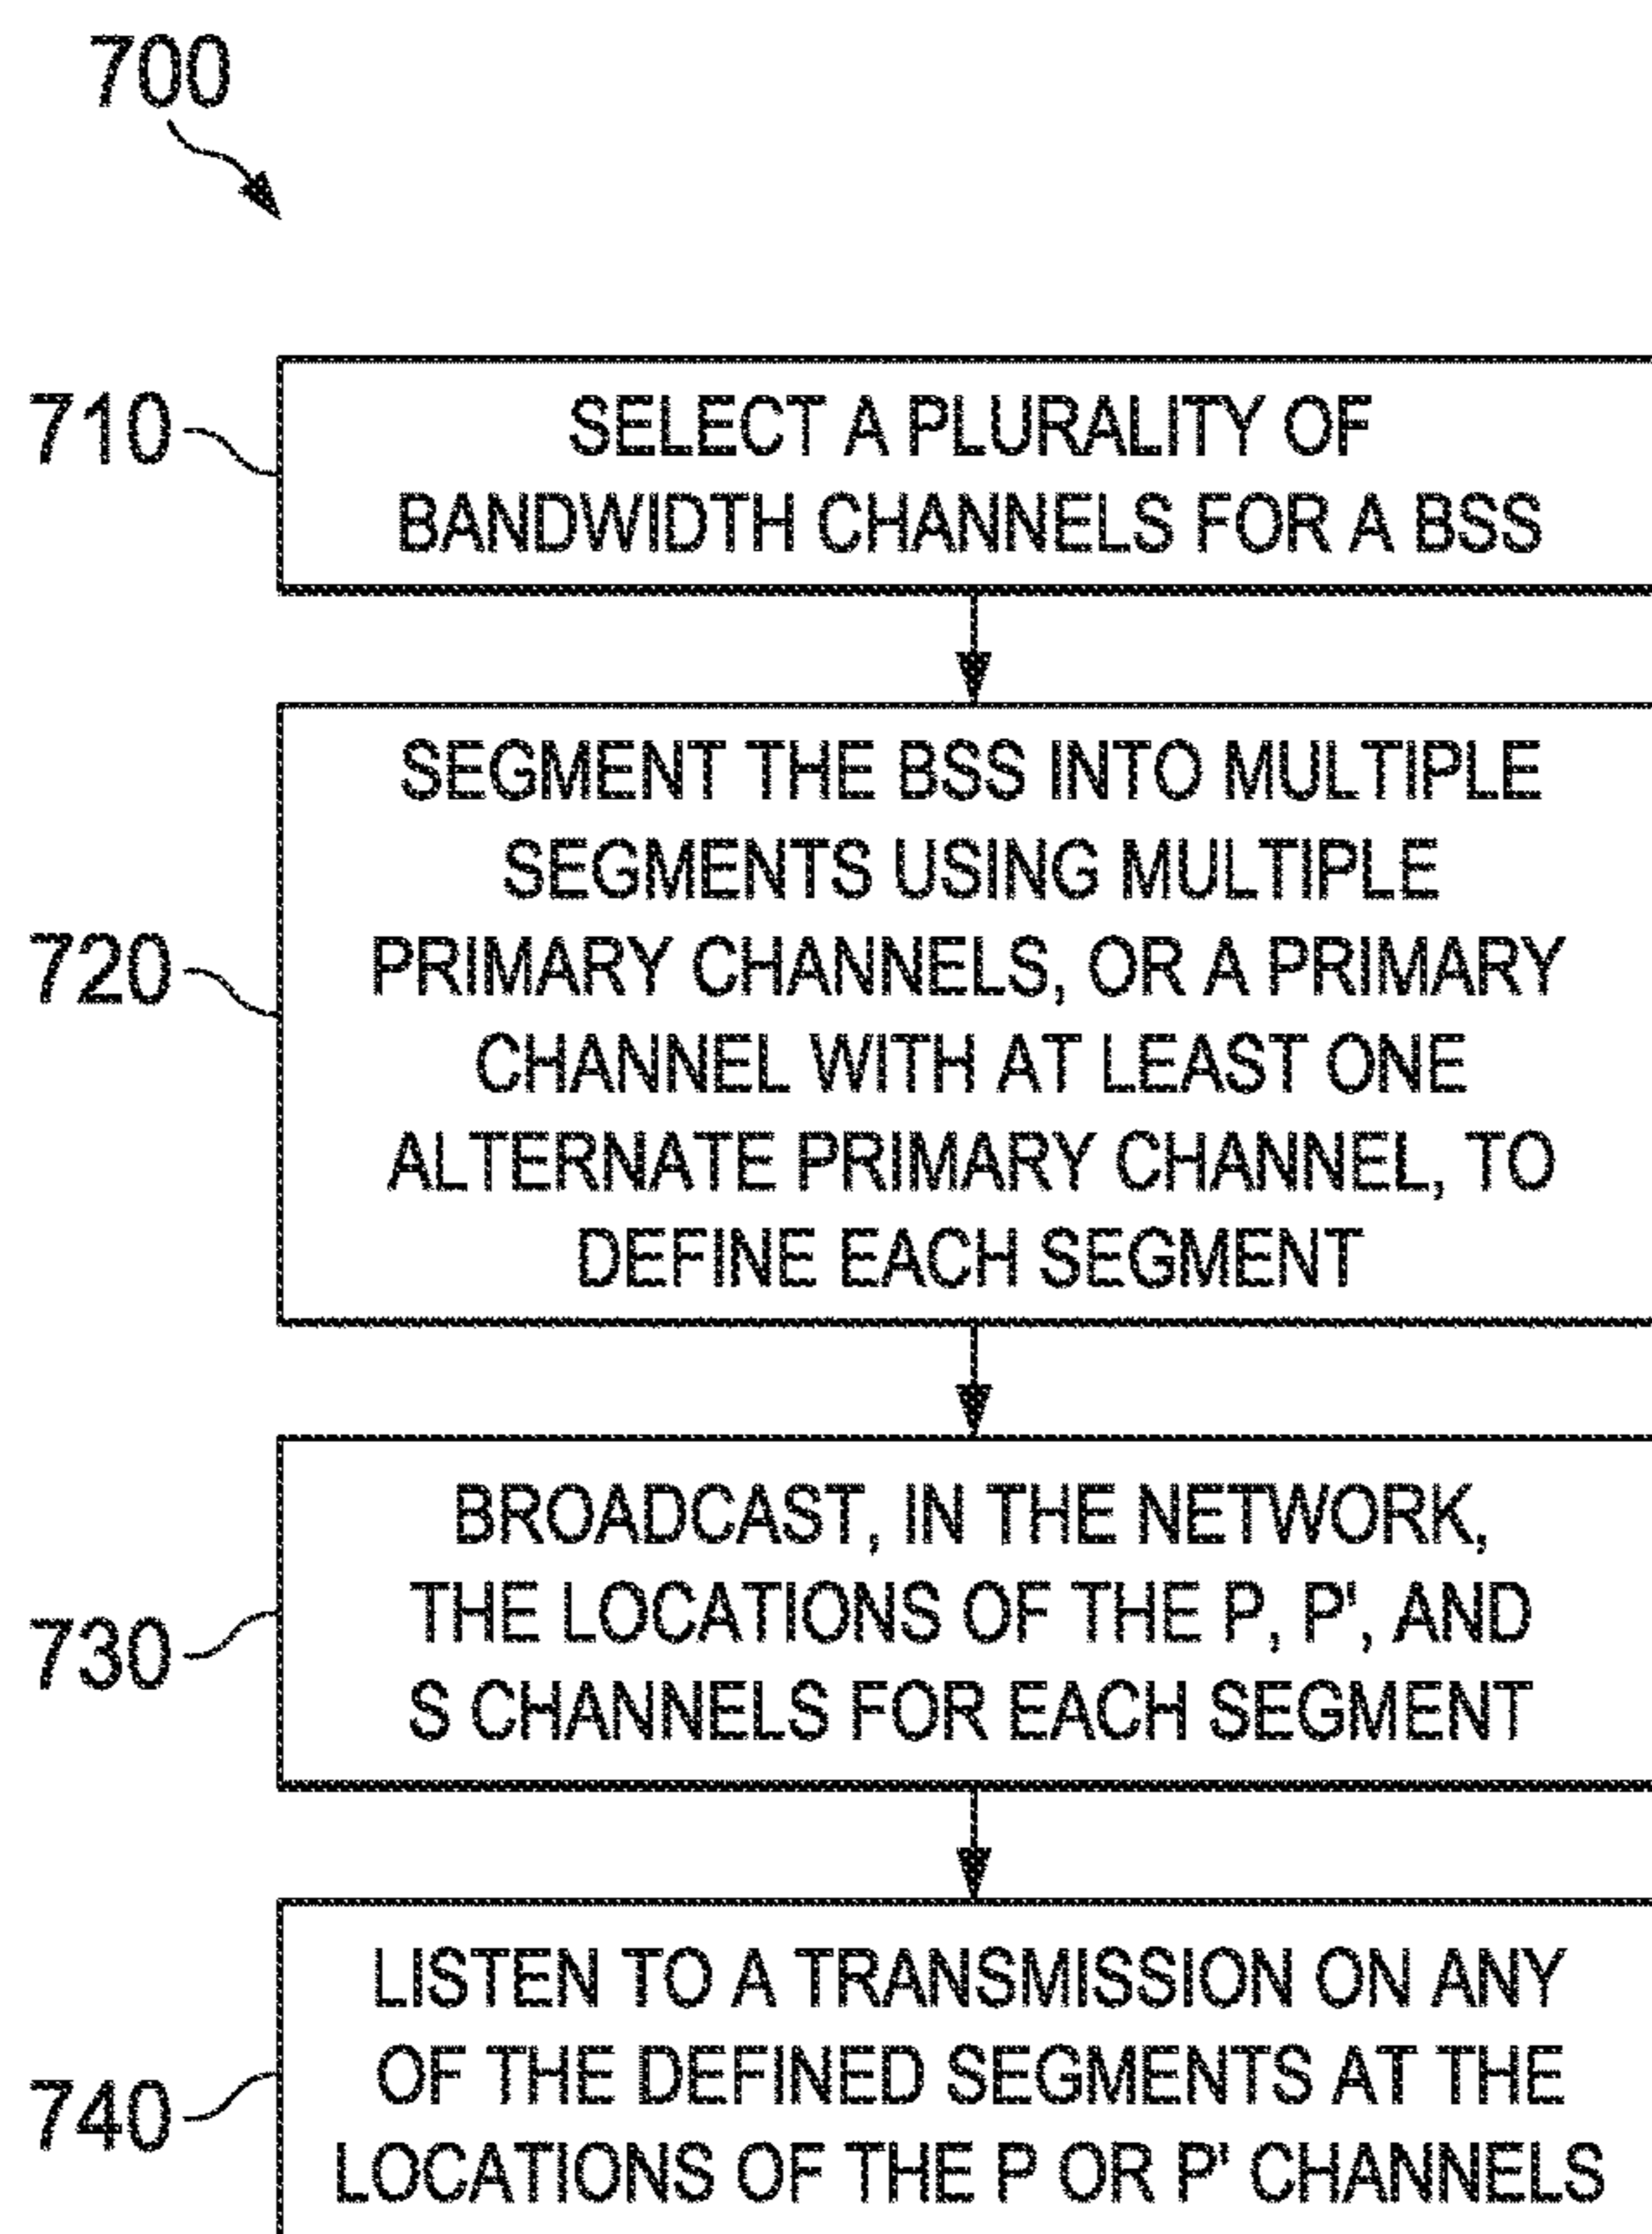 700
710
SELECT A PLURALITY OF
BANDWIDTH CHANNELS FOR A BSS
720
SEGMENT THE BSS INTO MULTIPLE
SEGMENTS USING MULTIPLE
PRIMARY CHANNELS, OR A PRIMARY
CHANNEL WITH AT LEAST ONE
ALTERNATE PRIMARY CHANNEL, TO
DEFINE EACH SEGMENT
730
BROADCAST, IN THE NETWORK,
THE LOCATIONS OF THE P, P', AND
S CHANNELS FOR EACH SEGMENT
740
LISTEN TO A TRANSMISSION ON ANY
OF THE DEFINED SEGMENTS AT THE
LOCATIONS OF THE P OR P' CHANNELS